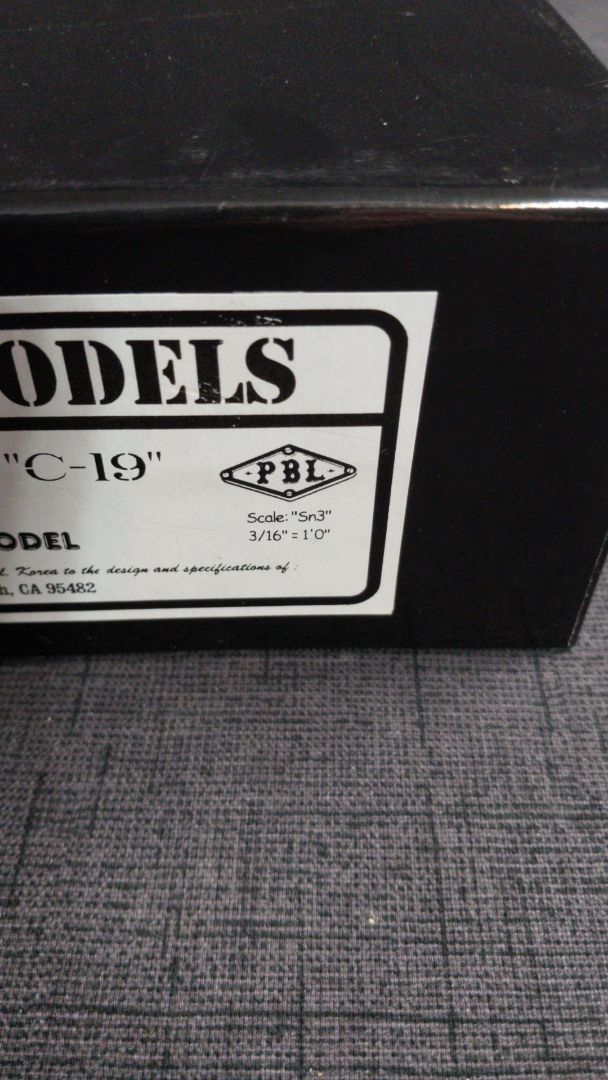 ODELS
"C-19"
PBL
Scale: "Sn3"
3/16" = 1'0"
ODEL
d. Korea to the design and specifications of :
h, CA 95482